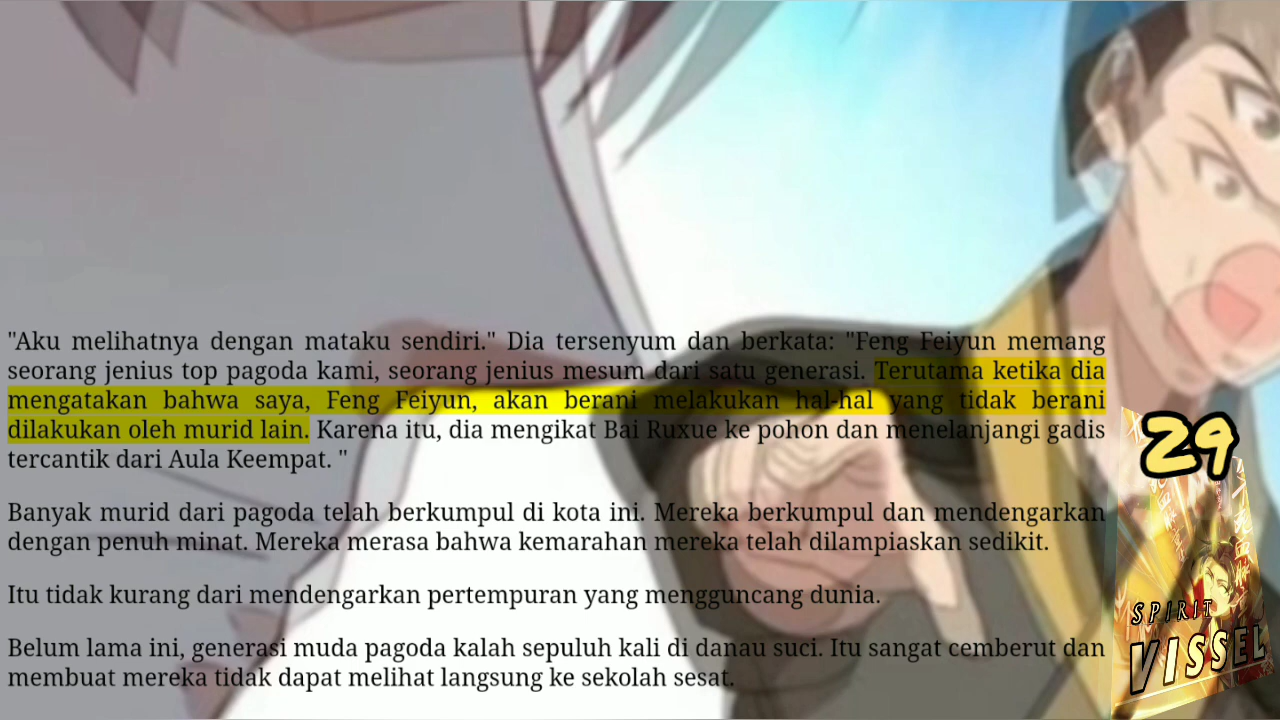 "Aku melihatnya dengan mataku sendiri." Dia tersenyum dan berkata: "Feng Feiyun memang
seorang jenius top pagoda kami, seorang jenius mesum dari satu generasi. Terutama ketika dia
mengatakan bahwa saya, Feng Feiyun, akan berani melakukan hal-hal yang tidak berani
dilakukan oleh murid lain. Karena itu, dia mengikat Bai Ruxue ke pohon dan menelanjangi gadis
tercantik dari Aula Keempat. "
Banyak murid dari pagoda telah berkumpul di kota ini. Mereka berkumpul dan mendengarkan
dengan penuh minat. Mereka merasa bahwa kemarahan mereka telah dilampiaskan sedikit.
Itu tidak kurang dari mendengarkan pertempuran yang mengguncang dunia.
Belum lama ini, generasi muda pagoda kalah sepuluh kali di danau suci. Itu sangat cemberut dan
membuat mereka tidak dapat melihat langsung ke sekolah sesat.
29
SPIRIT
VISSEL